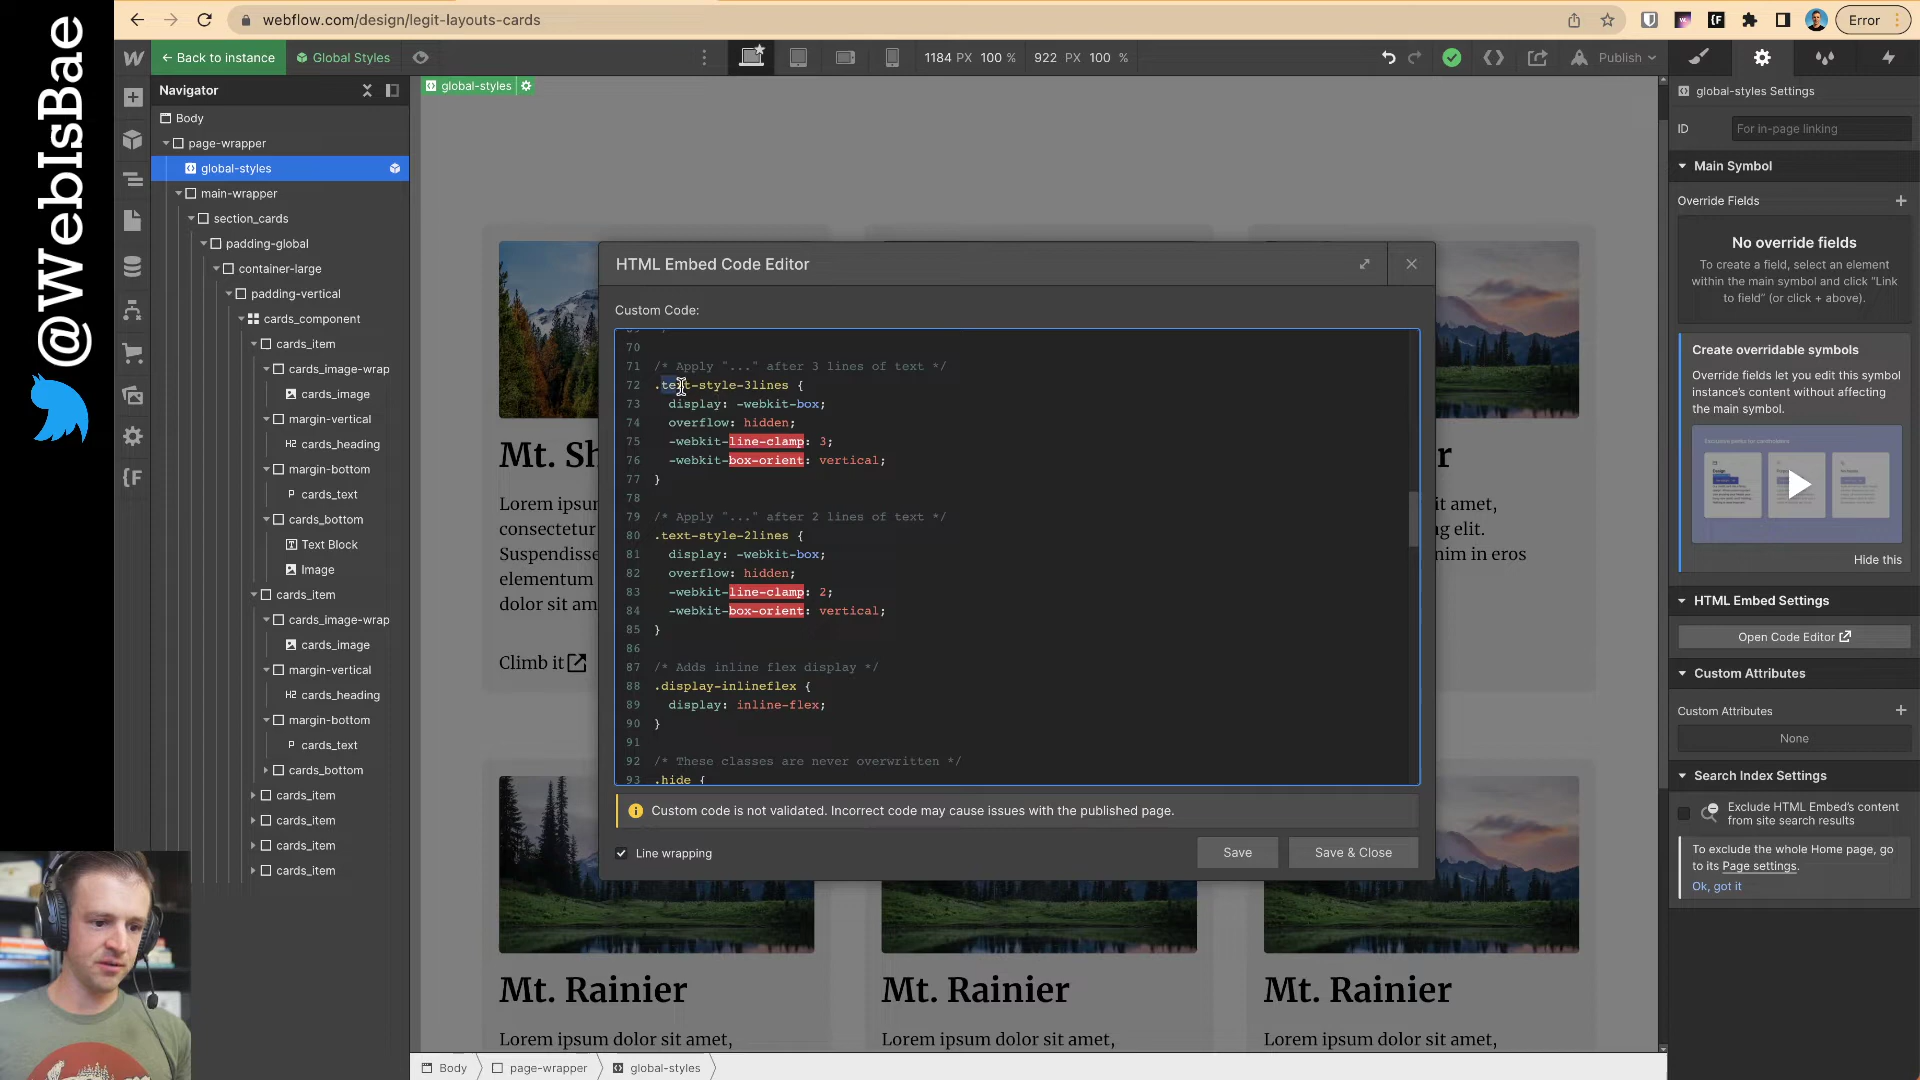 @WebIsBae
webflow.com/design/legit-layouts-cards
Error
Back to instance
Global Styles
1184 PX 100 %
922 PX 100 %
Publish
Navigator
Body
page-wrapper
global-styles
main-wrapper
section_cards
padding-global
container-large
padding-vertical
cards_component
cards_item
cards_image-wrap
cards_image
margin-vertical
H2 cards_heading
margin-bottom
P cards_text
cards_bottom
Text Block
Image
cards_item
cards_image-wrap
cards_image
margin-vertical
H2 cards_heading
margin-bottom
P cards_text
cards_bottom
cards_item
cards_item
cards_item
cards_item
global-styles
Mt. Sh
Lorem ipsum
consectetur
Suspendisse
elementum
dolor sit am
Climb it
HTML Embed Code Editor
Custom Code:
70
71 /* Apply "..." after 3 lines of text */
72 .text-style-3lines {
73 display: -webkit-box;
74 overflow: hidden;
75 -webkit-line-clamp: 3;
76 -webkit-box-orient: vertical;
77 }
78
79 /* Apply "..." after 2 lines of text */
80 .text-style-2lines {
81 display: -webkit-box;
82 overflow: hidden;
83 -webkit-line-clamp: 2;
84 -webkit-box-orient: vertical;
85 }
86
87 /* Adds inline flex display */
88 .display-inlineflex {
89 display: inline-flex;
90 }
91
92 /* These classes are never overwritten */
93 .hide {
Custom code is not validated. Incorrect code may cause issues with the published page.
Line wrapping
Save
Save & Close
sit amet,
ng elit.
nim in eros
Mt. Rainier
Lorem ipsum dolor sit amet,
Mt. Rainier
Lorem ipsum dolor sit amet,
Mt. Rainier
Lorem ipsum dolor sit amet,
Body
page-wrapper
global-styles
global-styles Settings
ID
For in-page linking
Main Symbol
Override Fields
No override fields
To create a field, select an element
within the main symbol and click "Link
to field" (or click + above).
Create overridable symbols
Override fields let you edit this symbol
instance's content without affecting
the main symbol.
Hide this
HTML Embed Settings
Open Code Editor
Custom Attributes
Custom Attributes
None
Search Index Settings
Exclude HTML Embed's content
from site search results
To exclude the whole Home page, go
to its Page settings.
Ok, got it